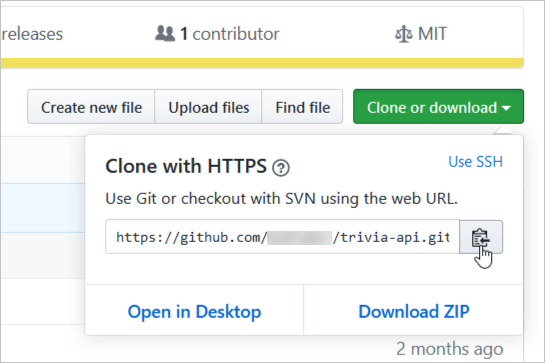 releases
1 contributor
MIT
Create new file
Upload files
Find file
Clone or download
Clone with HTTPS
Use SSH
Use Git or checkout with SVN using the web URL.
https://github.com/ /trivia-api.git
Open in Desktop
Download ZIP
2 months ago